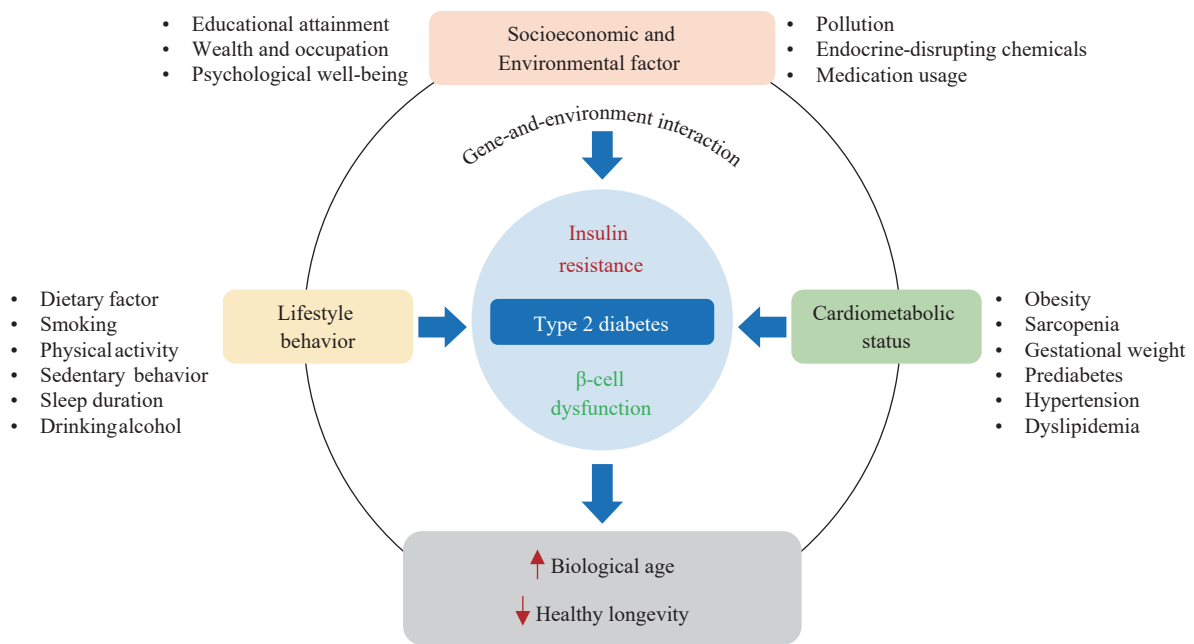 • Educational attainment
• Wealth and occupation
• Psychological well-being
Socioeconomic and
Environmental factor
• Pollution
• Endocrine-disrupting chemicals
• Medication usage
Gene-and-environment interaction
Insulin
resistance
Type 2 diabetes
β-cell
dysfunction
• Dietary factor
• Smoking
• Physical activity
• Sedentary behavior
• Sleep duration
• Drinking alcohol
Lifestyle
behavior
Cardiometabolic
status
• Obesity
• Sarcopenia
• Gestational weight
• Prediabetes
• Hypertension
• Dyslipidemia
↑ Biological age
↓ Healthy longevity